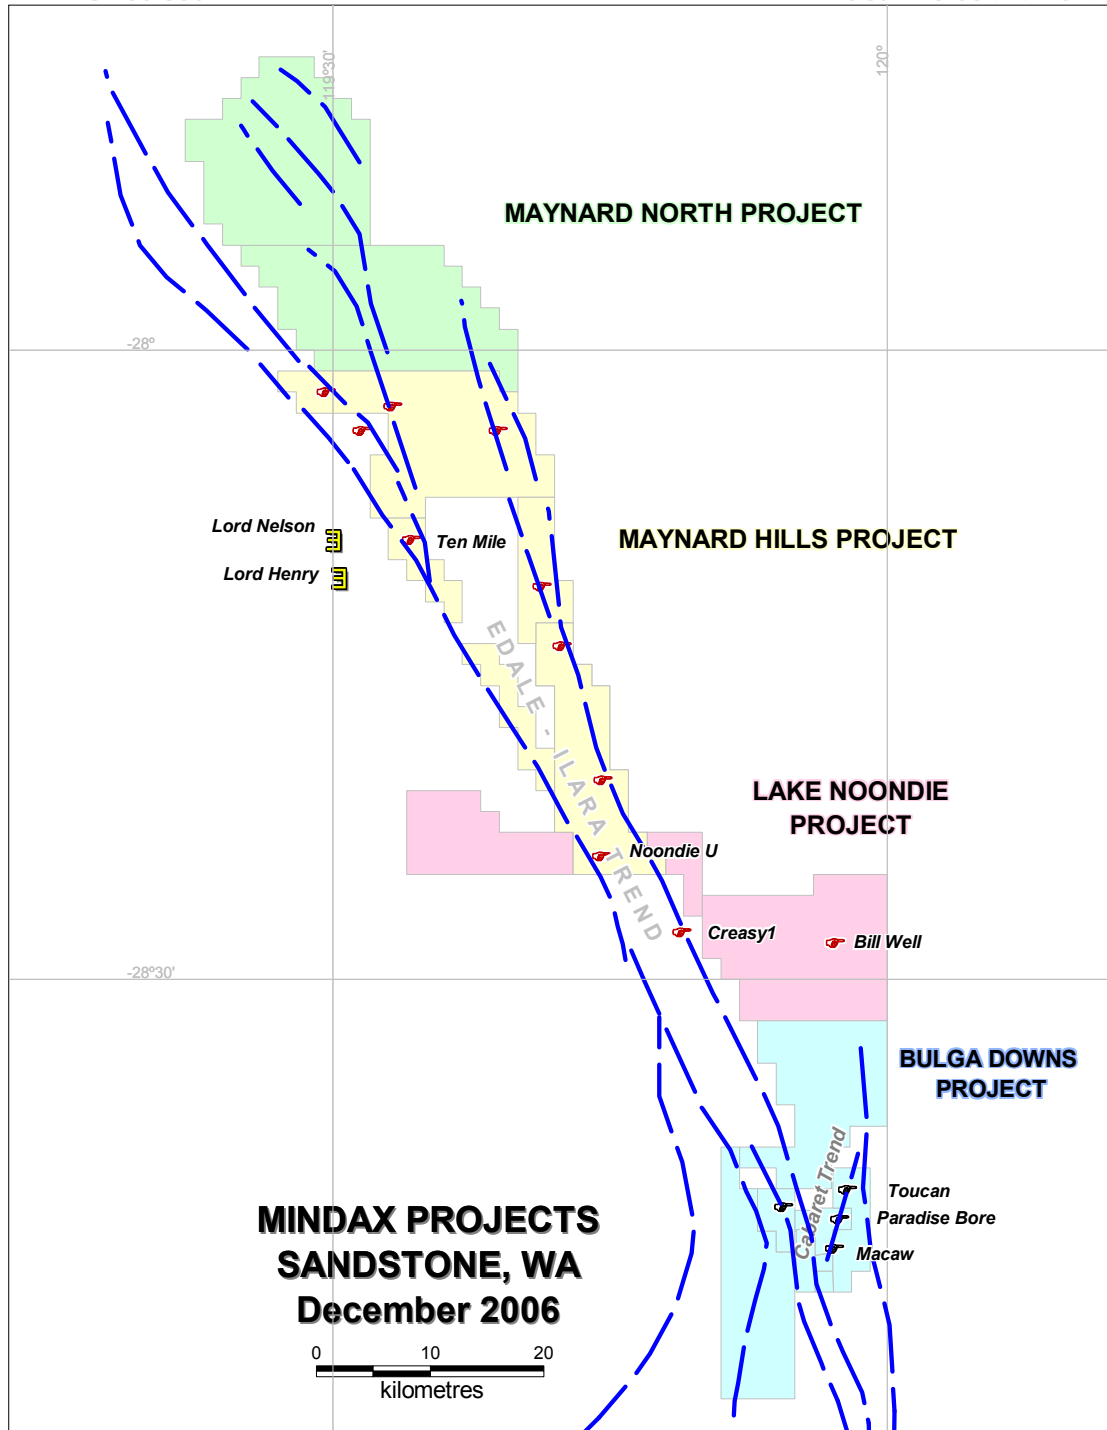 119°30'
120°
MAYNARD NORTH PROJECT
-28°
Lord Nelson
Ten Mile
MAYNARD HILLS PROJECT
Lord Henry
EDALE - ILARA TREND
LAKE NOONDIE
PROJECT
Noondie U
Creasy1
Bill Well
-28°30'
BULGA DOWNS
PROJECT
Cabaret Trend
Toucan
Paradise Bore
Macaw
MINDAX PROJECTS
SANDSTONE, WA
December 2006
0 10 20
kilometres